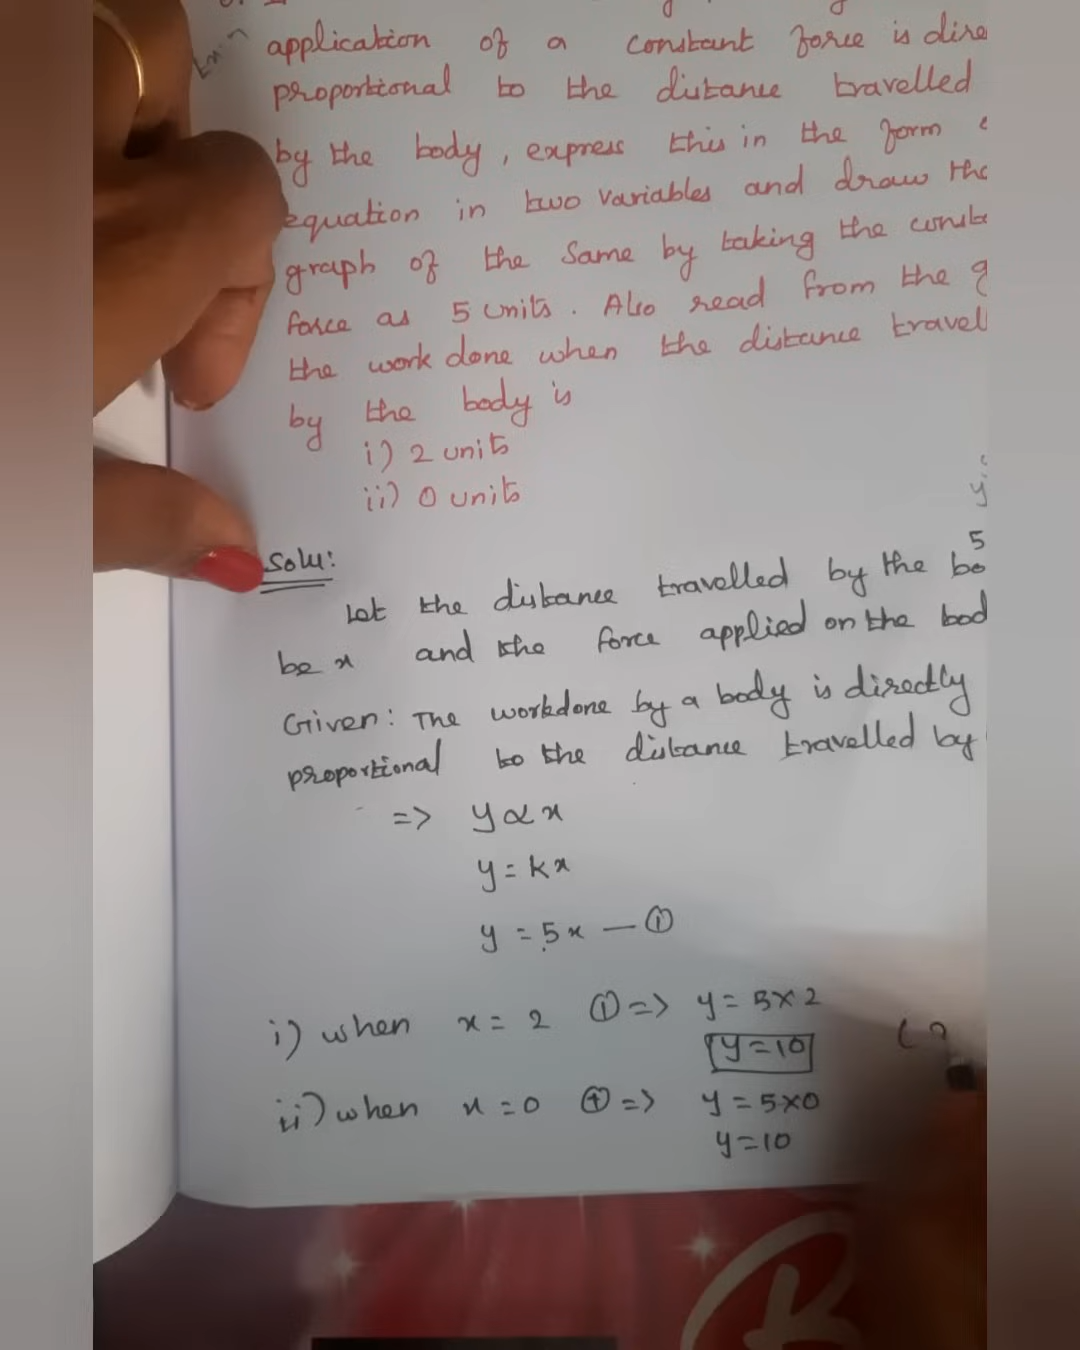 application of a constant force is dire
proportional to the distance travelled
by the body, express this in the form
equation in two variables and draw the
graph of the same by taking the const
force as 5 units. Also read from the g
the work done when the distance travel
by the body is
i) 2 units
ii) 0 units
y
5
Solu:
Let the distance travelled by the bo
be x and the force applied on the bod
Given: The workdone by a body is directly
proportional to the distance travelled by
=> y ∝ x
y = kx
y = 5x — ①
i) when x = 2 ① => y = 5×2
y = 10
ii) when x = 0 => y = 5×0
y = 10